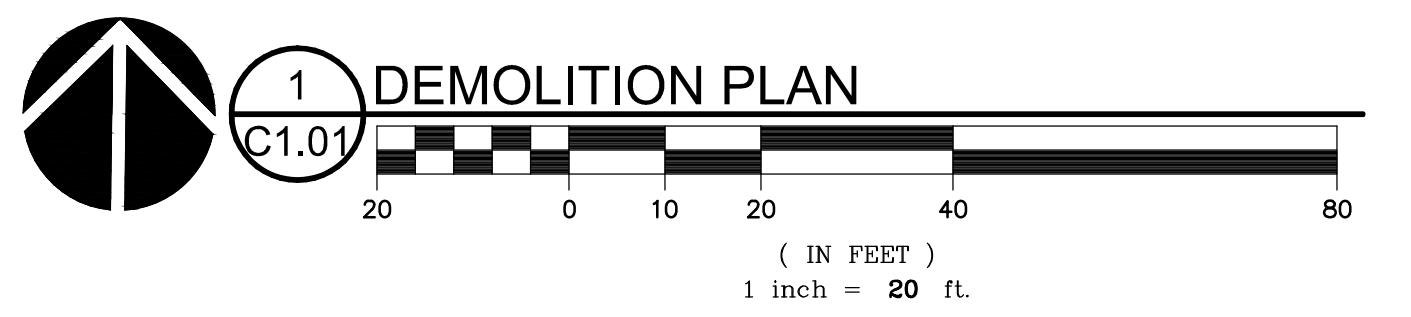 1
DEMOLITION PLAN
C1.01
20 0 10 20 40 80
( IN FEET )
1 inch = 20 ft.